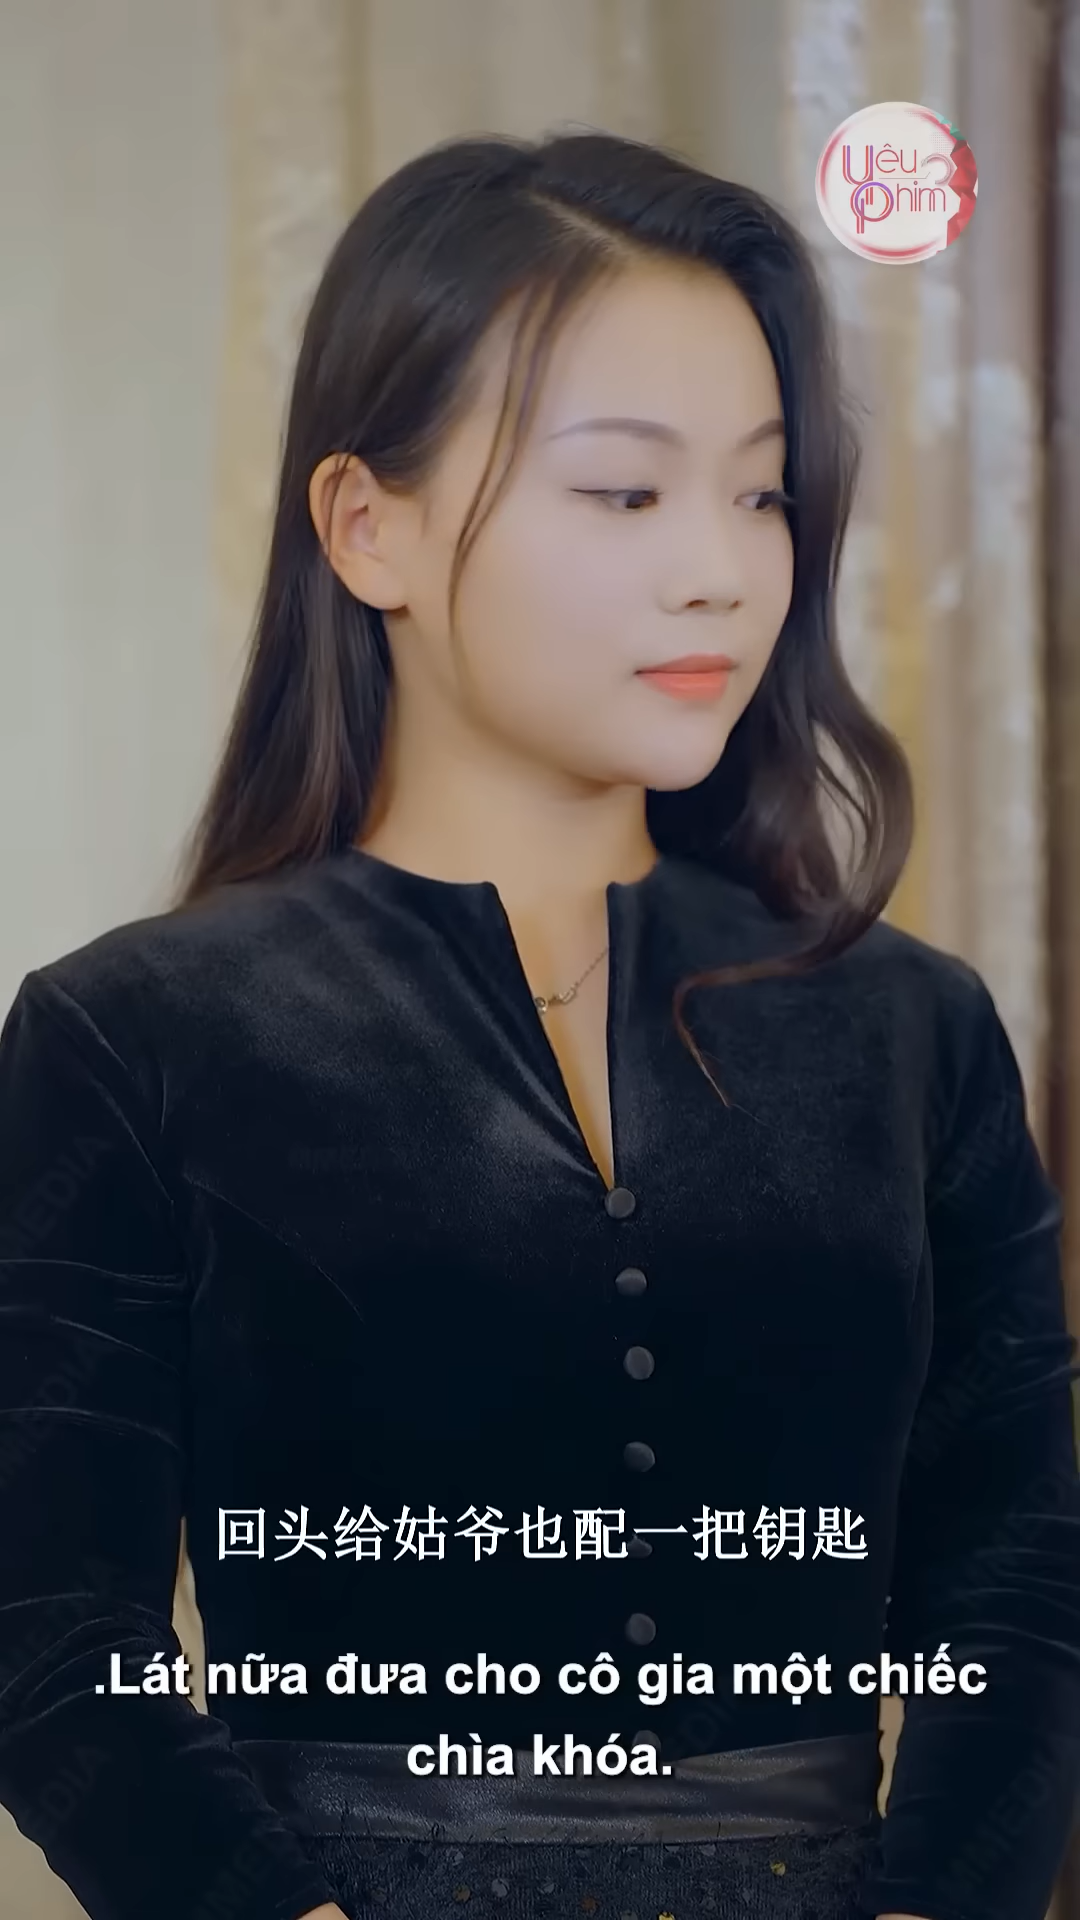 Yêu
Phim
回头给姑爷也配一把钥匙
.Lát nữa đưa cho cô gia một chiếc
chìa khóa.
MMEDIA